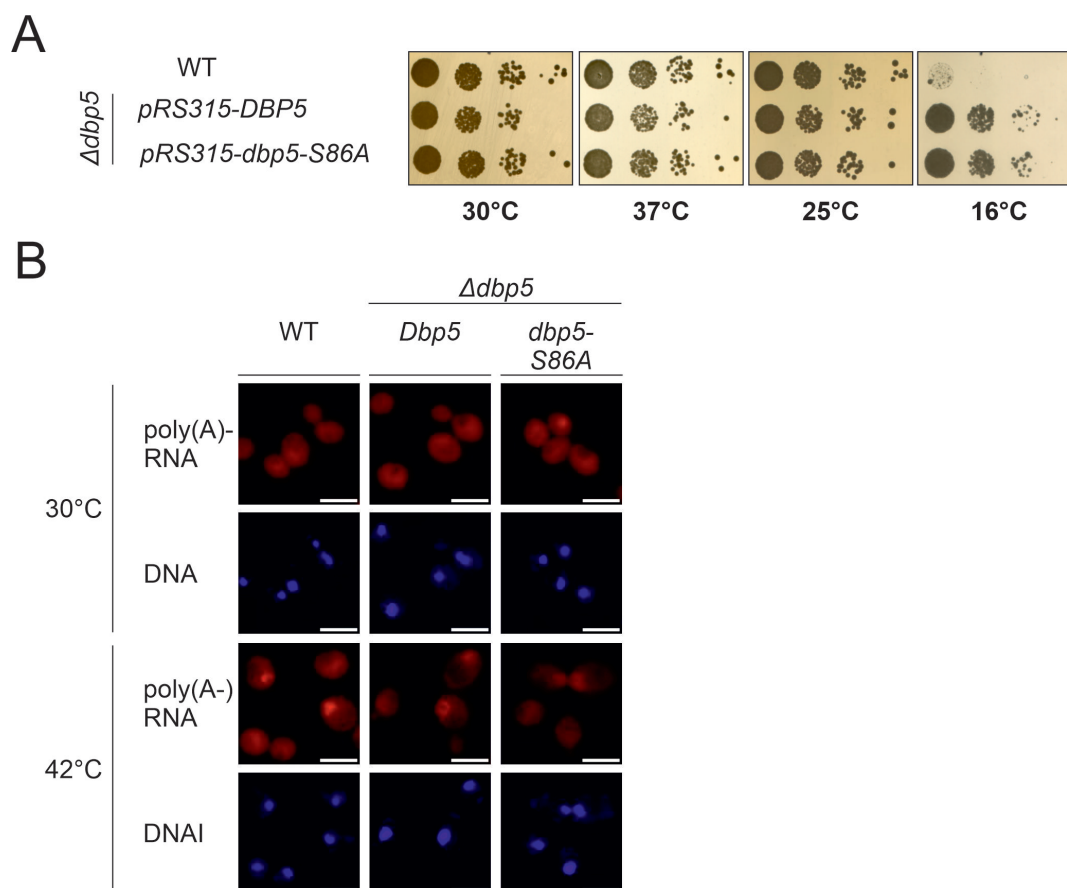 A
WT
Δdbp5
pRS315-DBP5
pRS315-dbp5-S86A
30°C 37°C 25°C 16°C
B
Δdbp5
WT Dbp5 dbp5-
S86A
30°C
poly(A)-
RNA
DNA
42°C
poly(A-)
RNA
DNAI